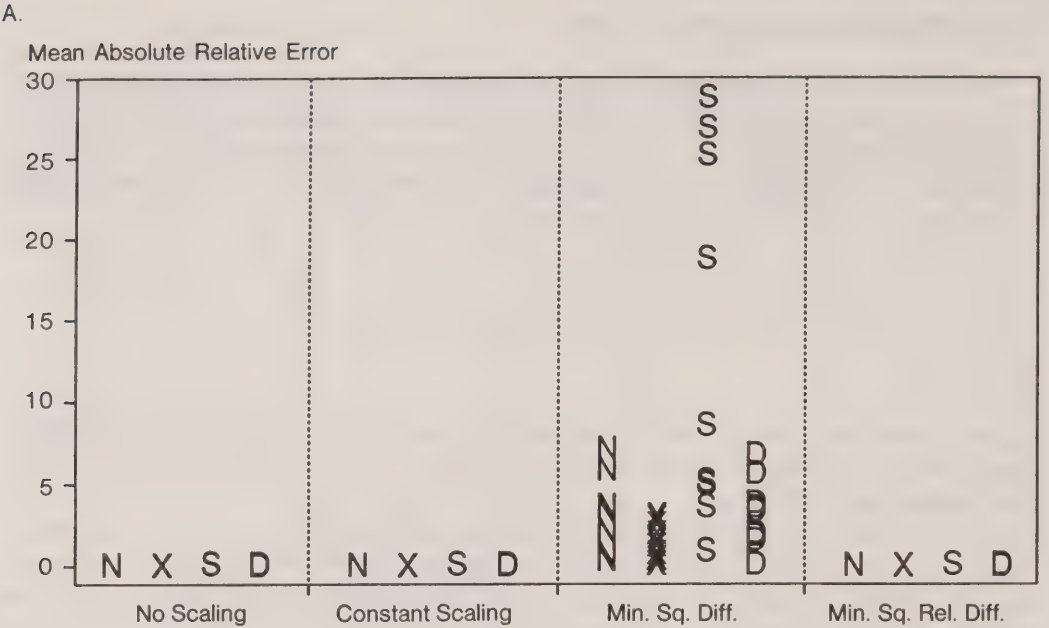 A.
Mean Absolute Relative Error
30
S
S
25
S
20
S
15
10
S
N
D
N
D
5
S
S
N
X
S
D
N
X
D
N
X
D
N
X
S
D
0
N X S D
N X S D
N X S D
No Scaling
Constant Scaling
Min. Sq. Diff.
Min. Sq. Rel. Diff.